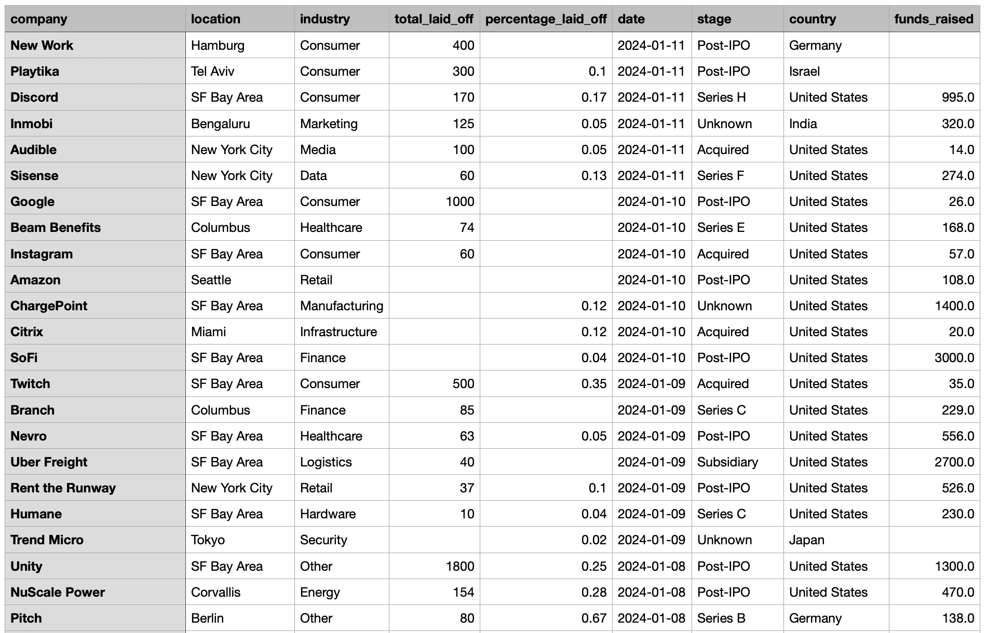 company location industry total_laid_off percentage_laid_off date stage country funds_raised
New Work Hamburg Consumer 400 2024-01-11 Post-IPO Germany
Playtika Tel Aviv Consumer 300 0.1 2024-01-11 Post-IPO Israel
Discord SF Bay Area Consumer 170 0.17 2024-01-11 Series H United States 995.0
Inmobi Bengaluru Marketing 125 0.05 2024-01-11 Unknown India 320.0
Audible New York City Media 100 0.05 2024-01-11 Acquired United States 14.0
Sisense New York City Data 60 0.13 2024-01-11 Series F United States 274.0
Google SF Bay Area Consumer 1000 2024-01-10 Post-IPO United States 26.0
Beam Benefits Columbus Healthcare 74 2024-01-10 Series E United States 168.0
Instagram SF Bay Area Consumer 60 2024-01-10 Acquired United States 57.0
Amazon Seattle Retail 2024-01-10 Post-IPO United States 108.0
ChargePoint SF Bay Area Manufacturing 0.12 2024-01-10 Unknown United States 1400.0
Citrix Miami Infrastructure 0.12 2024-01-10 Acquired United States 20.0
SoFi SF Bay Area Finance 0.04 2024-01-10 Post-IPO United States 3000.0
Twitch SF Bay Area Consumer 500 0.35 2024-01-09 Acquired United States 35.0
Branch Columbus Finance 85 2024-01-09 Series C United States 229.0
Nevro SF Bay Area Healthcare 63 0.05 2024-01-09 Post-IPO United States 556.0
Uber Freight SF Bay Area Logistics 40 2024-01-09 Subsidiary United States 2700.0
Rent the Runway New York City Retail 37 0.1 2024-01-09 Post-IPO United States 526.0
Humane SF Bay Area Hardware 10 0.04 2024-01-09 Series C United States 230.0
Trend Micro Tokyo Security 0.02 2024-01-09 Unknown Japan
Unity SF Bay Area Other 1800 0.25 2024-01-08 Post-IPO United States 1300.0
NuScale Power Corvallis Energy 154 0.28 2024-01-08 Post-IPO United States 470.0
Pitch Berlin Other 80 0.67 2024-01-08 Series B Germany 138.0